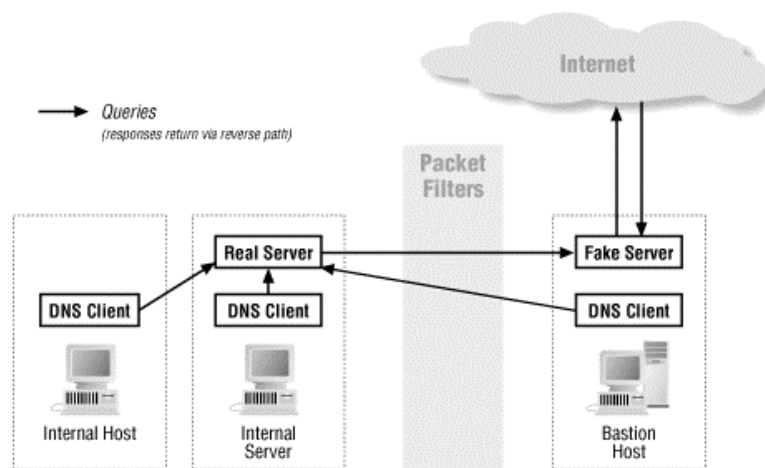 Internet
Queries
(responses return via reverse path)
Packet
Filters
Real Server
Fake Server
DNS Client
DNS Client
DNS Client
Internal Host
Internal
Server
Bastion
Host